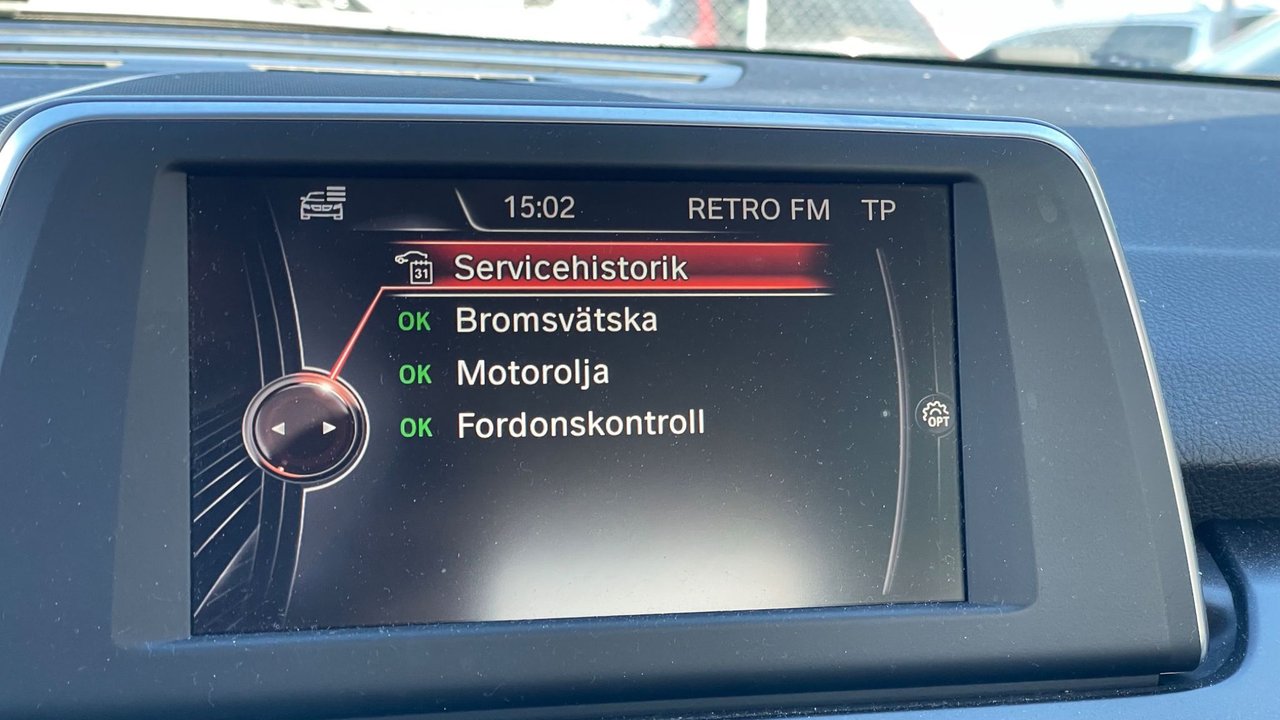 15:02 RETRO FM TP
31 Servicehistorik
OK Bromsvätska
OK Motorolja
OK Fordonskontroll
OPT